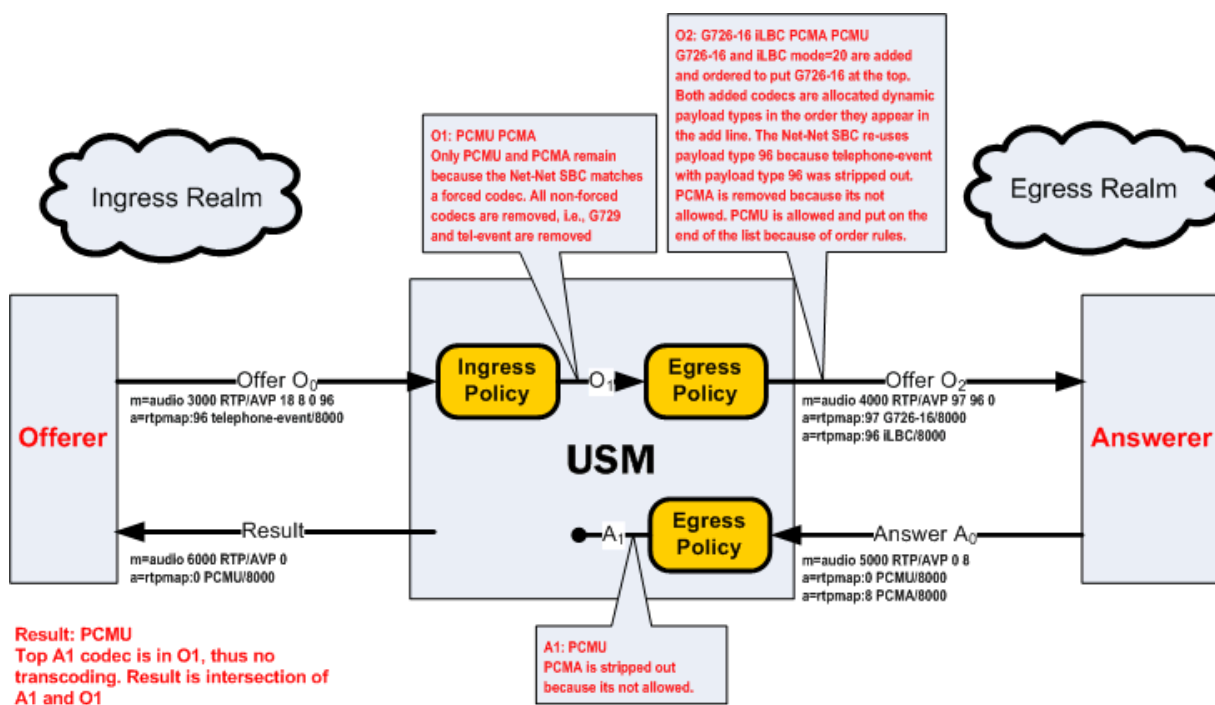 O2: G726-16 iLBC PCMA PCMU
G726-16 and iLBC mode=20 are added
and ordered to put G726-16 at the top.
Both added codecs are allocated dynamic
payload types in the order they appear in
the add line. The Net-Net SBC re-uses
payload type 96 because telephone-event
with payload type 96 was stripped out.
PCMA is removed because its not
allowed. PCMU is allowed and put on the
end of the list because of order rules.
O1: PCMU PCMA
Only PCMU and PCMA remain
because the Net-Net SBC matches
a forced codec. All non-forced
codecs are removed, i.e., G729
and tel-event are removed
Ingress Realm
Egress Realm
Offerer
Offer O0
m=audio 3000 RTP/AVP 18 8 0 96
a=rtpmap:96 telephone-event/8000
Ingress
Policy
O1
Egress
Policy
Offer O2
m=audio 4000 RTP/AVP 97 96 0
a=rtpmap:97 G726-16/8000
a=rtpmap:96 iLBC/8000
Answerer
USM
Result
m=audio 6000 RTP/AVP 0
a=rtpmap:0 PCMU/8000
A1
Egress
Policy
Answer A0
m=audio 5000 RTP/AVP 0 8
a=rtpmap:0 PCMU/8000
a=rtpmap:8 PCMA/8000
Result: PCMU
Top A1 codec is in O1, thus no
transcoding. Result is intersection of
A1 and O1
A1: PCMU
PCMA is stripped out
because its not allowed.